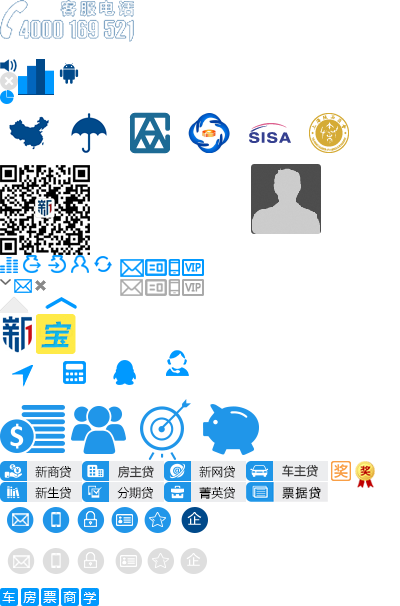 客服电话
4000 169 521
SISA
新
VIP
VIP
新 宝
新商贷 房主贷 新网贷 车主贷 奖 奖
新生贷 分期贷 菁英贷 票据贷
企
企
车 房 票 商 学